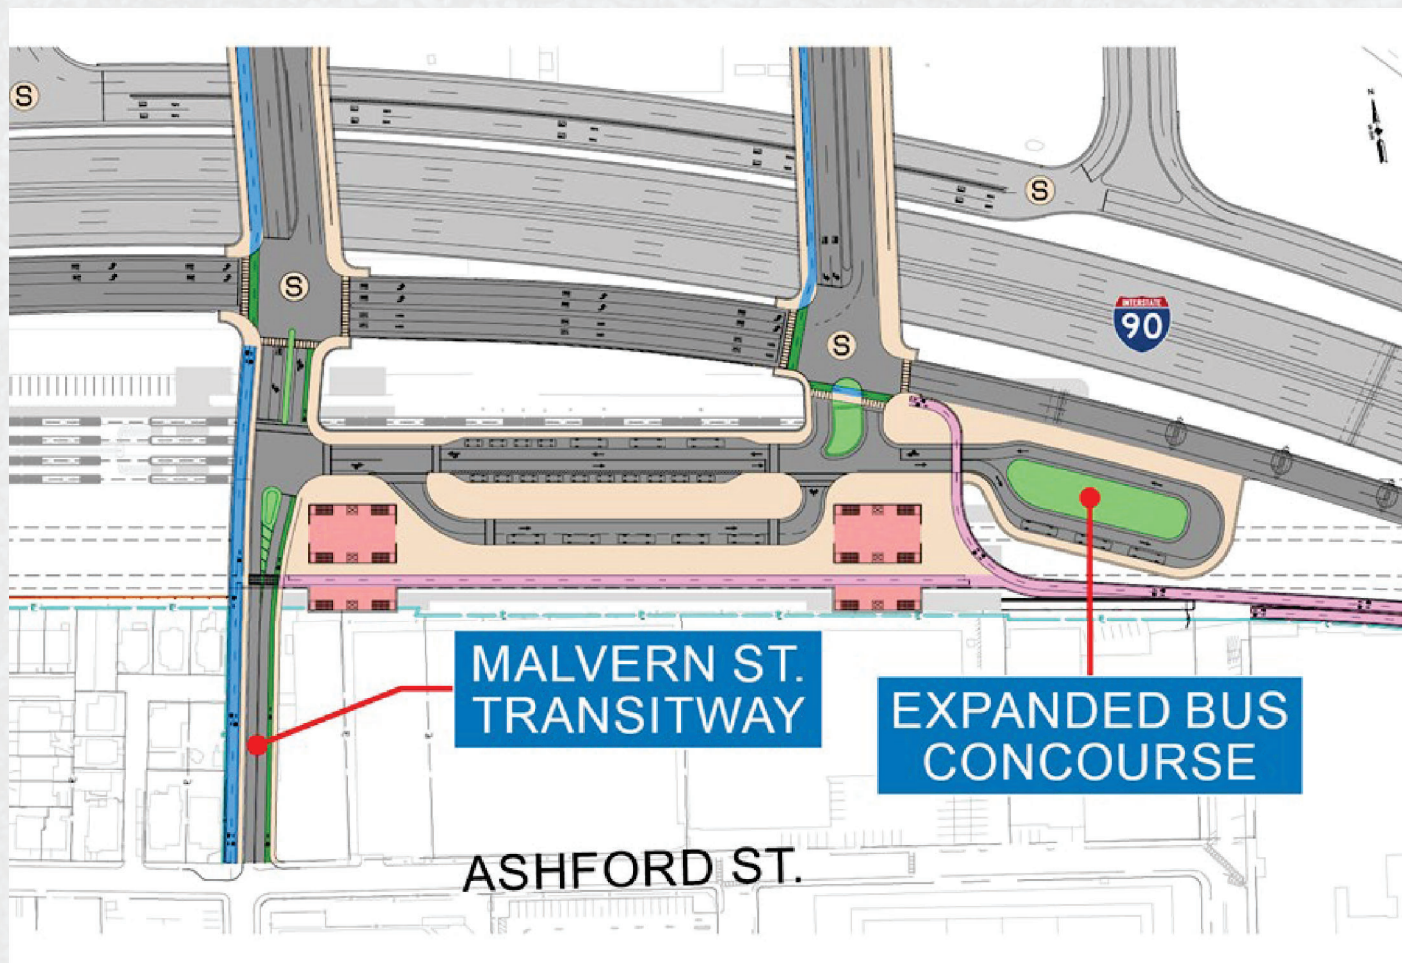 S
N
S
S
INTERSTATE
90
S
MALVERN ST.
TRANSITWAY
EXPANDED BUS
CONCOURSE
ASHFORD ST.